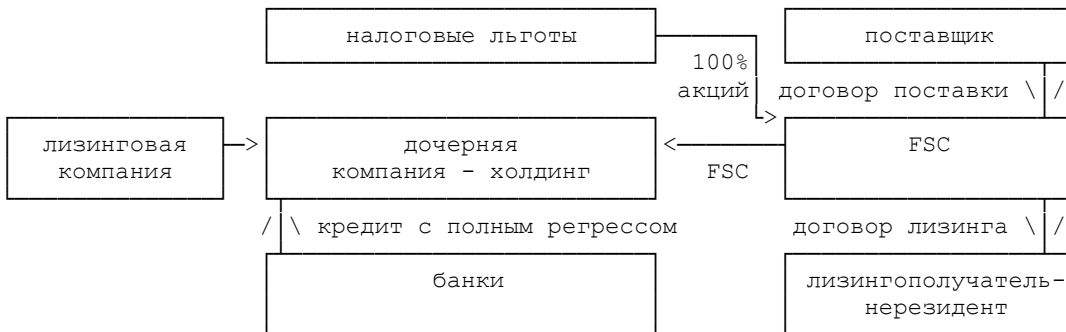 налоговые льготы
поставщик
100%
акций
договор поставки
лизинговая
компания
дочерняя
компания - холдинг
FSC
FSC
кредит с полным регрессом
договор лизинга
банки
лизингополучатель-
нерезидент